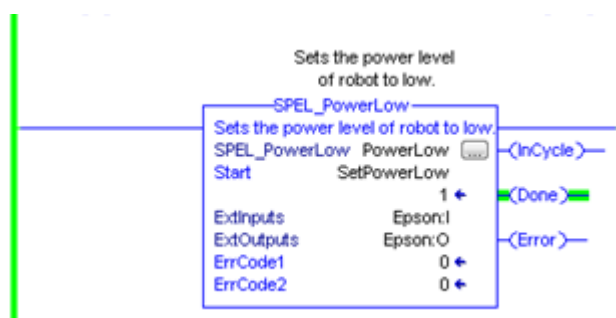 Sets the power level
of robot to low.
SPEL_PowerLow
Sets the power level of robot to low.
SPEL_PowerLow PowerLow ... (InCycle)
Start SetPowerLow
1 (Done)
ExtInputs Epson:I
ExtOutputs Epson:O (Error)
ErrCode1 0
ErrCode2 0